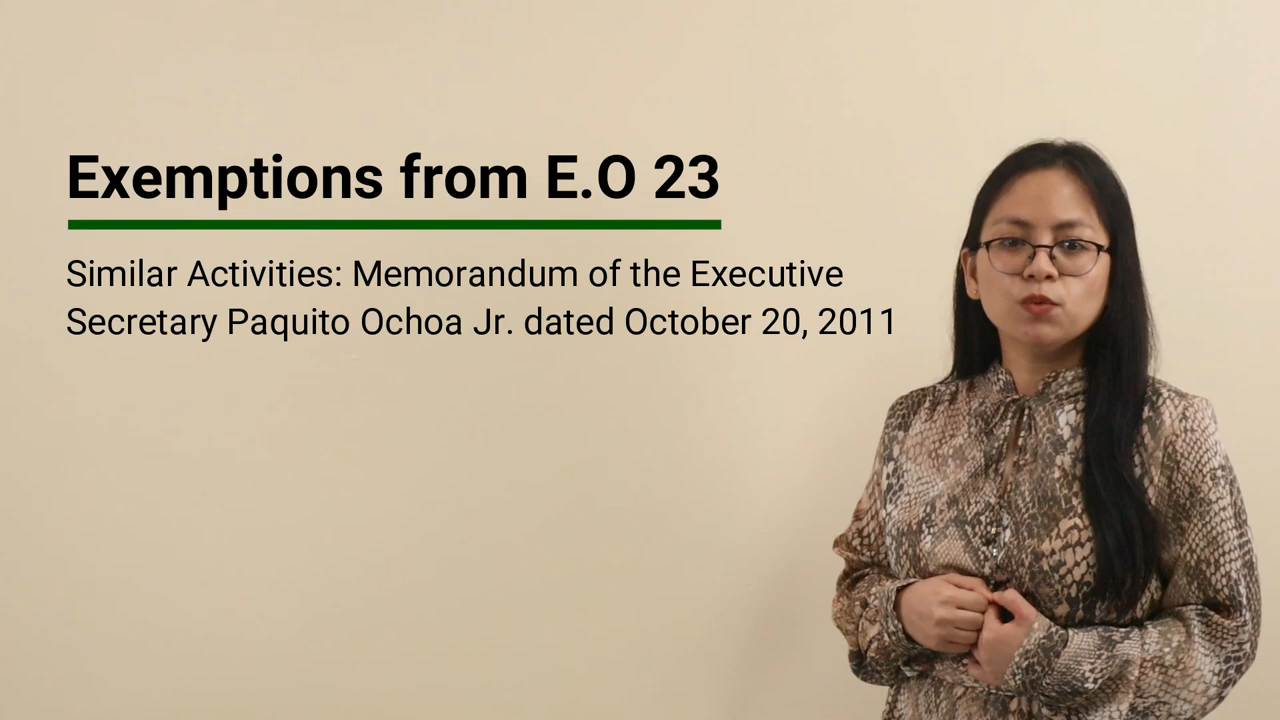 Exemptions from E.O 23
Similar Activities: Memorandum of the Executive
Secretary Paquito Ochoa Jr. dated October 20, 2011